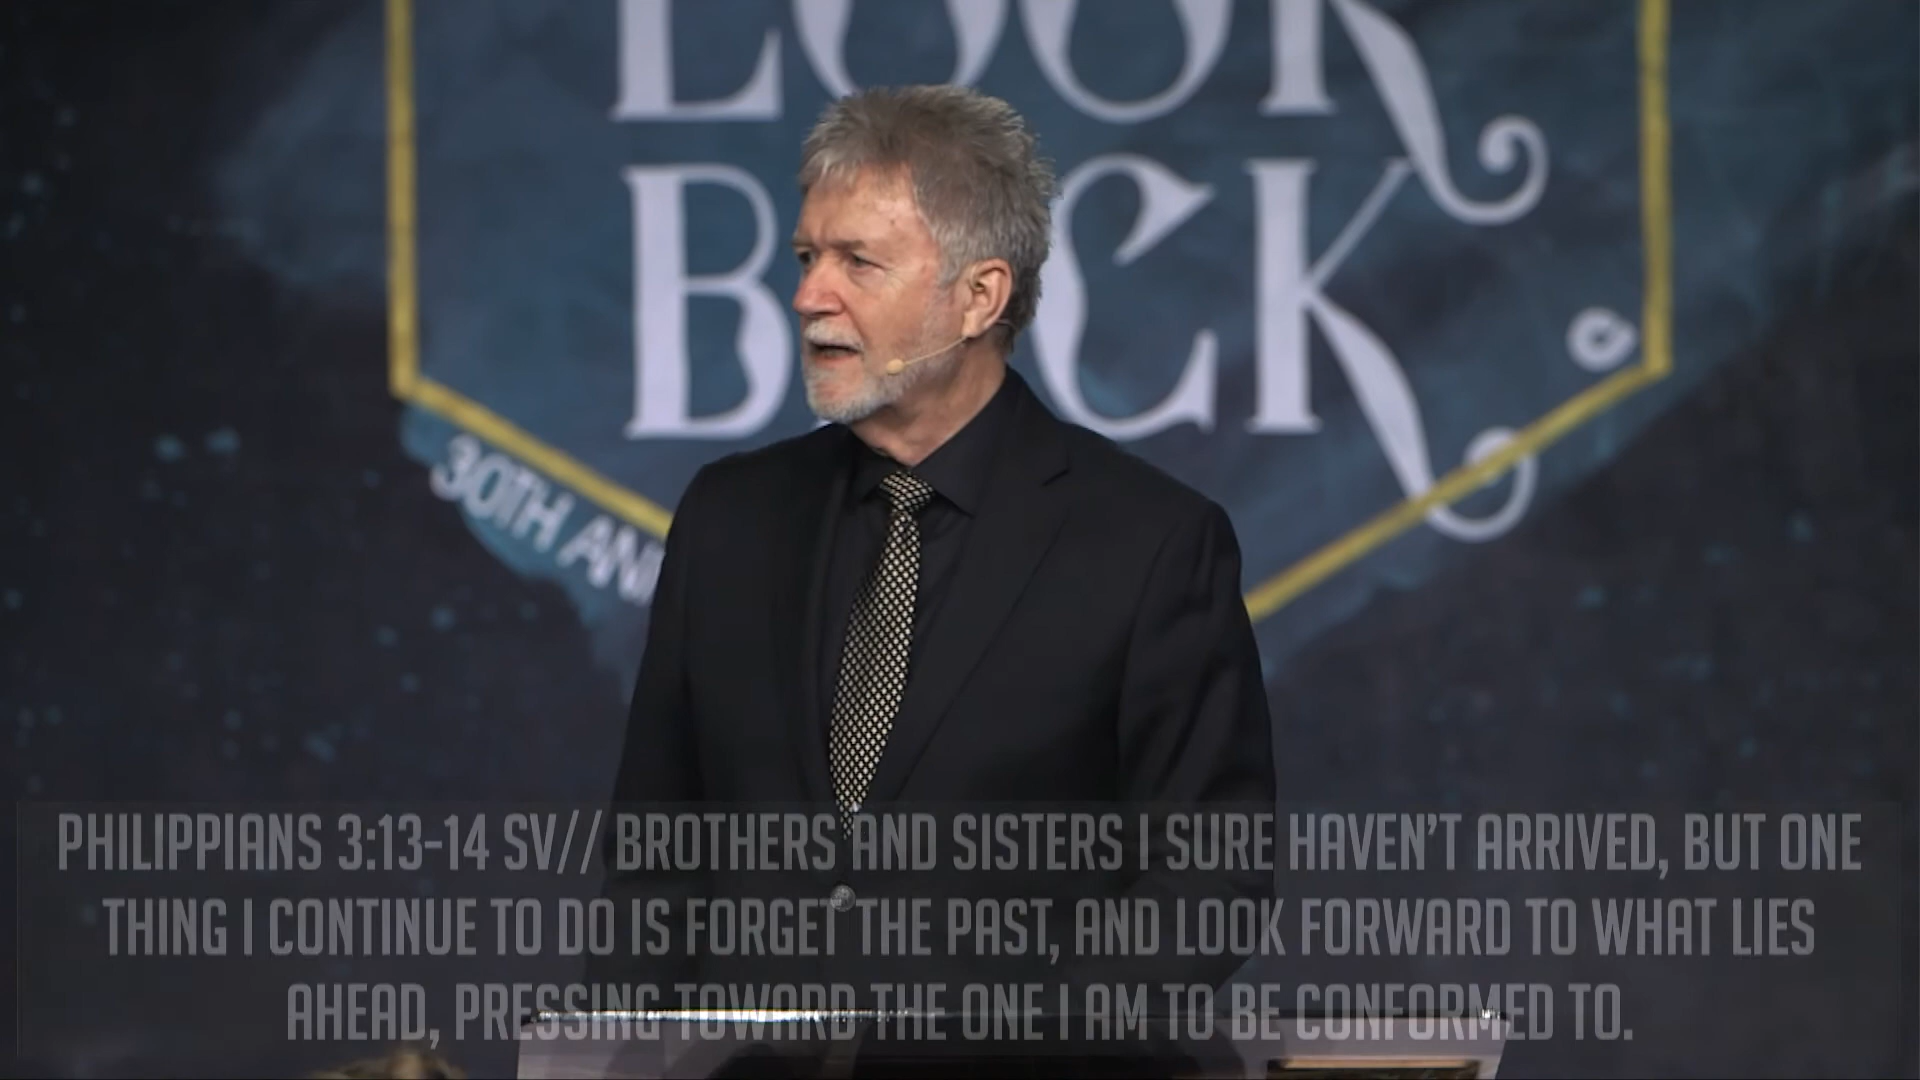 LOOK
BACK
30TH
PHILIPPIANS 3:13-14 SV// BROTHERS AND SISTERS I SURE HAVEN'T ARRIVED, BUT ONE
THING I CONTINUE TO DO IS FORGET THE PAST, AND LOOK FORWARD TO WHAT LIES
AHEAD, PRESSING TOWARD THE ONE I AM TO BE CONFORMED TO.